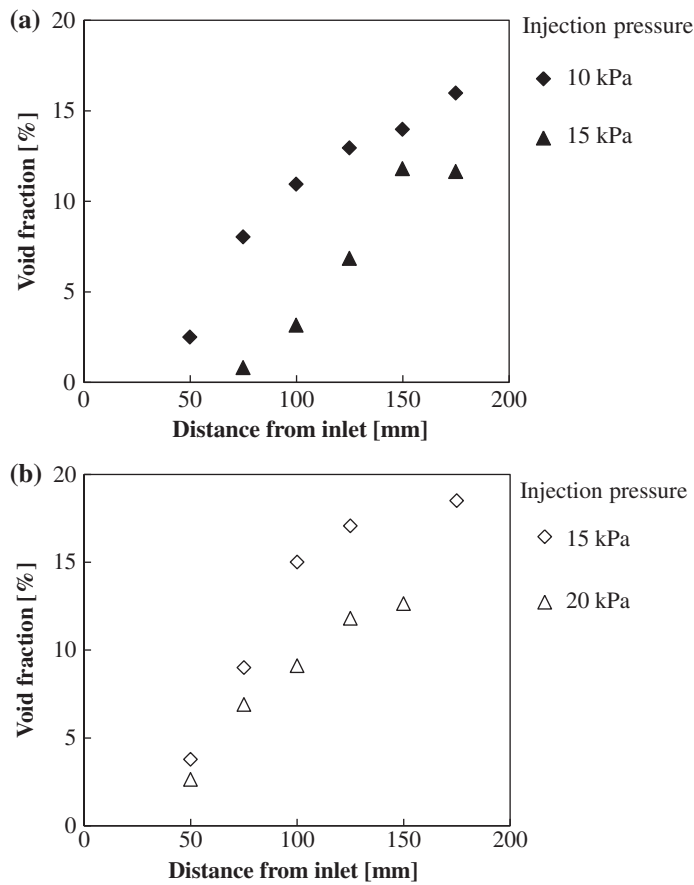 (a)
20
15
10
5
0
Void fraction [%]
0 50 100 150 200
Distance from inlet [mm]
Injection pressure
10 kPa
15 kPa
(b)
20
15
10
5
0
Void fraction [%]
0 50 100 150 200
Distance from inlet [mm]
Injection pressure
15 kPa
20 kPa